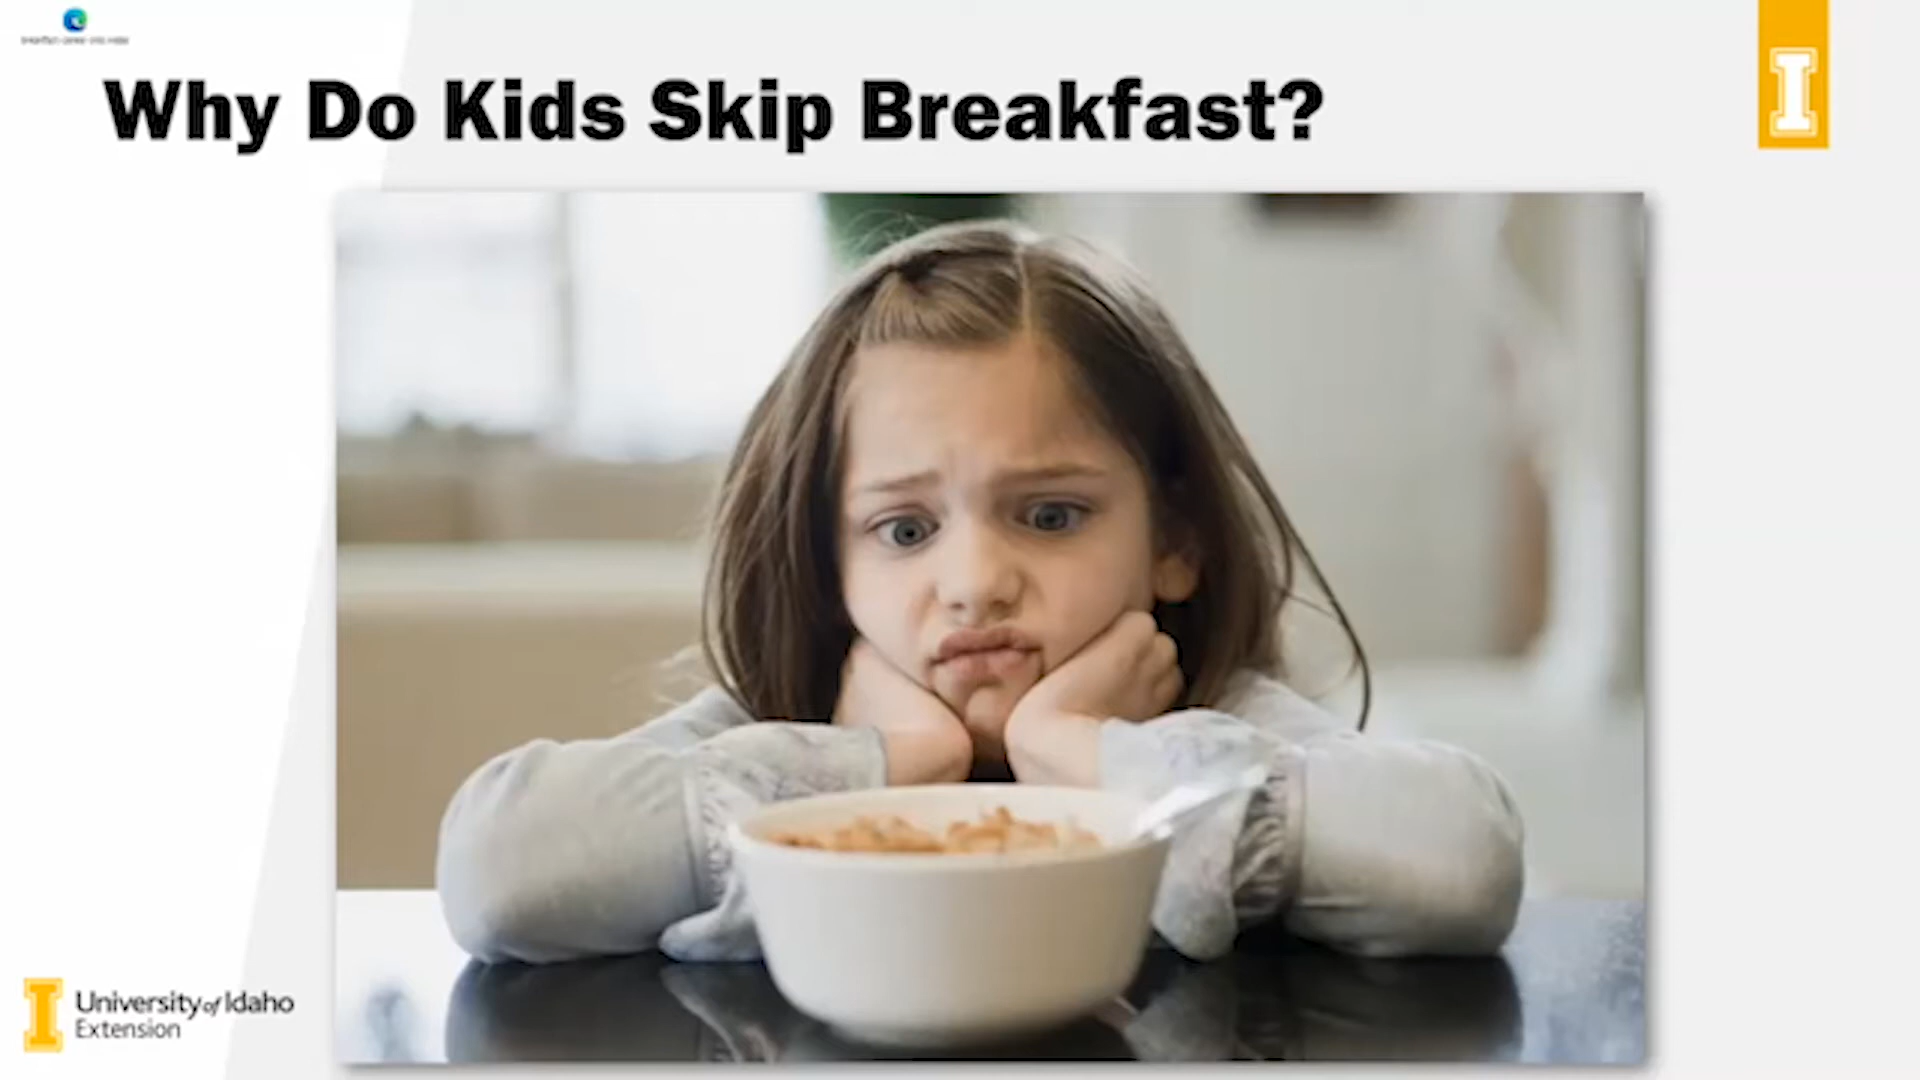 Why Do Kids Skip Breakfast?
I
I
University of Idaho
Extension